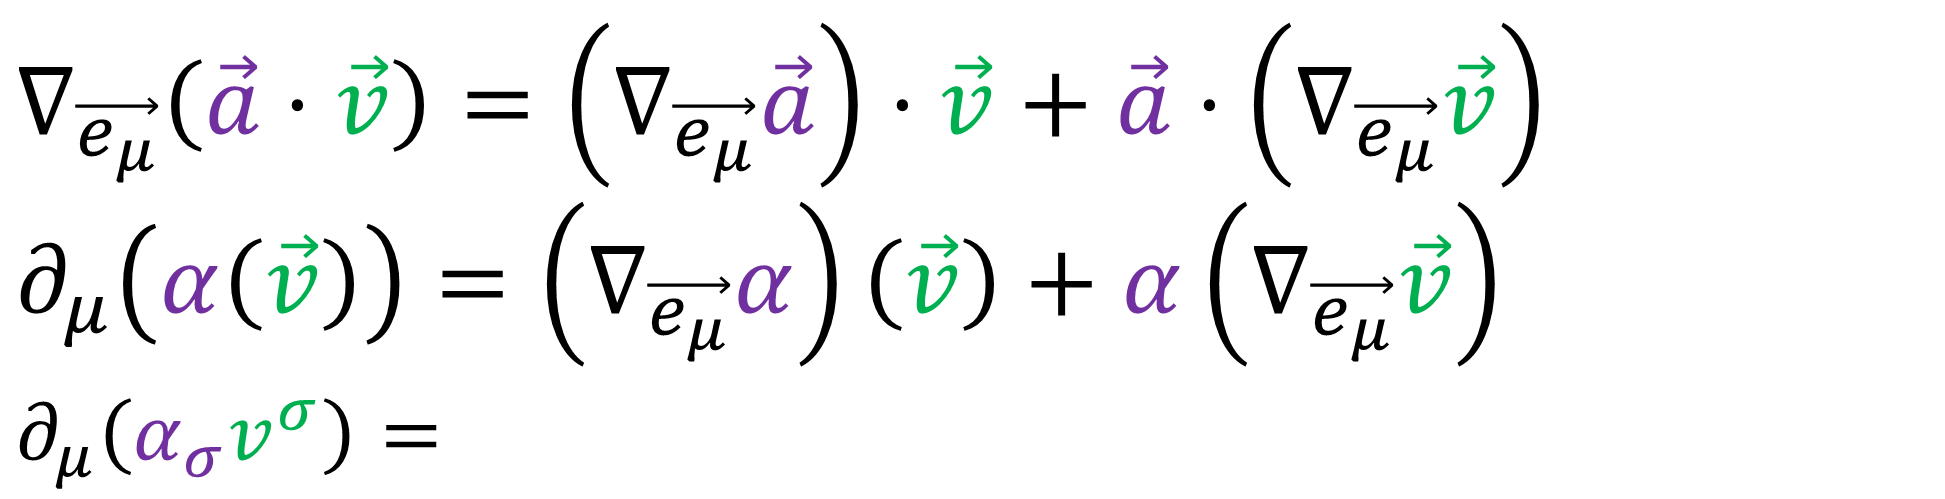 ∇_{\vec{e_μ}}(\vec{a} · \vec{v}) = (∇_{\vec{e_μ}}\vec{a}) · \vec{v} + \vec{a} · (∇_{\vec{e_μ}}\vec{v})
∂_μ(α(\vec{v})) = (∇_{\vec{e_μ}}α)(\vec{v}) + α(∇_{\vec{e_μ}}\vec{v})
∂_μ(α_σ v^σ) =